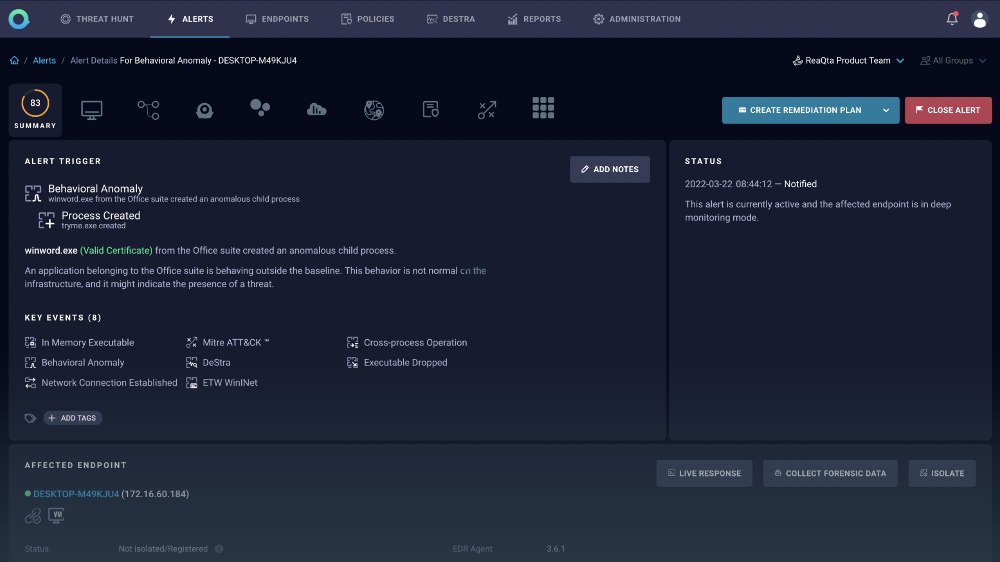 THREAT HUNT ALERTS ENDPOINTS POLICIES DESTRA REPORTS ADMINISTRATION
/ Alerts / Alert Details For Behavioral Anomaly - DESKTOP-M49KJU4
ReaQta Product Team All Groups
83
SUMMARY
CREATE REMEDIATION PLAN
CLOSE ALERT
ALERT TRIGGER
ADD NOTES
Behavioral Anomaly
winword.exe from the Office suite created an anomalous child process
Process Created
tryme.exe created
winword.exe (Valid Certificate) from the Office suite created an anomalous child process.
An application belonging to the Office suite is behaving outside the baseline. This behavior is not normal on the
infrastructure, and it might indicate the presence of a threat.
KEY EVENTS (8)
In Memory Executable Mitre ATT&CK ™ Cross-process Operation
Behavioral Anomaly DeStra Executable Dropped
Network Connection Established ETW WinINet
+ ADD TAGS
STATUS
2022-03-22 08:44:12 — Notified
This alert is currently active and the affected endpoint is in deep
monitoring mode.
AFFECTED ENDPOINT
LIVE RESPONSE COLLECT FORENSIC DATA ISOLATE
DESKTOP-M49KJU4 (172.16.60.184)
VM
Status Not isolated/Registered EDR Agent 3.6.1